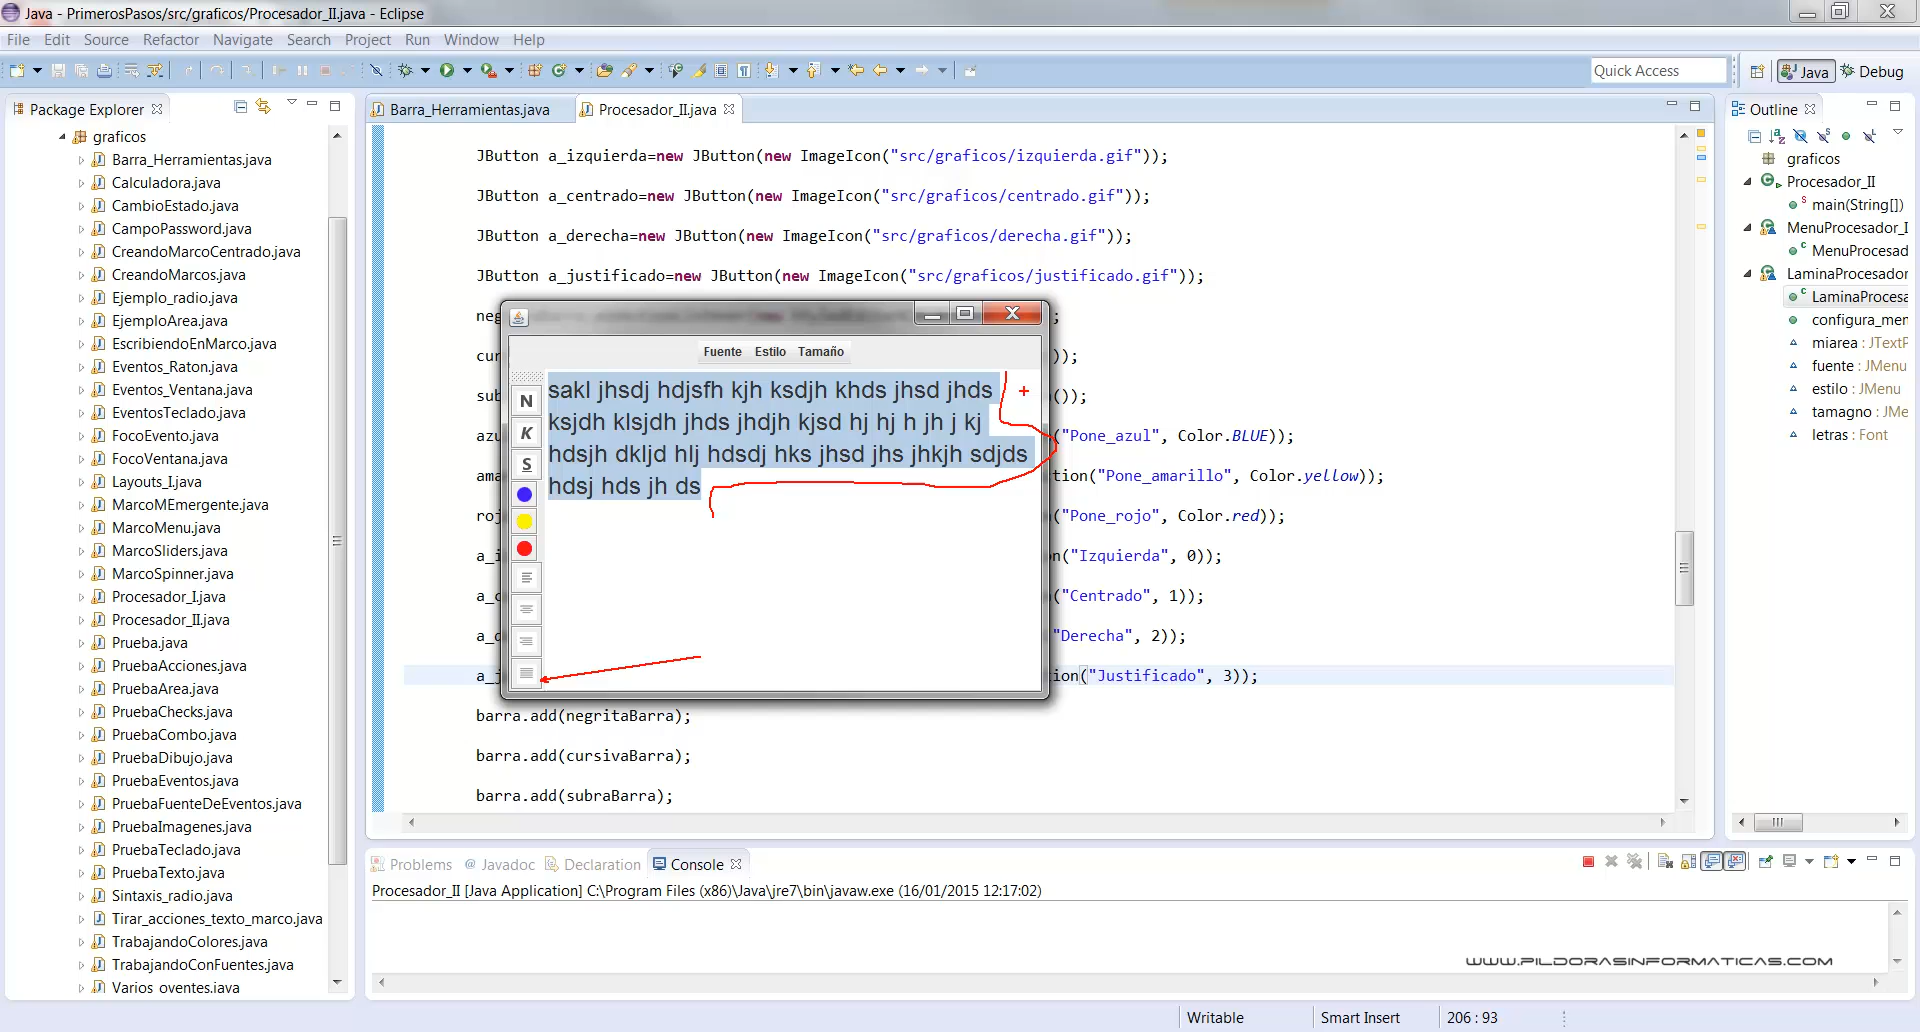 Java - PrimerosPasos/src/graficos/Procesador_II.java - Eclipse
File Edit Source Refactor Navigate Search Project Run Window Help
Quick Access
Java
Debug
Package Explorer
graficos
Barra_Herramientas.java
Calculadora.java
CambioEstado.java
CampoPassword.java
CreandoMarcoCentrado.java
CreandoMarcos.java
Ejemplo_radio.java
EjemploArea.java
EscribiendoEnMarco.java
Eventos_Raton.java
Eventos_Ventana.java
EventosTeclado.java
FocoEvento.java
FocoVentana.java
Layouts_I.java
MarcoMEmergente.java
MarcoMenu.java
MarcoSliders.java
MarcoSpinner.java
Procesador_I.java
Procesador_II.java
Prueba.java
PruebaAcciones.java
PruebaArea.java
PruebaChecks.java
PruebaCombo.java
PruebaDibujo.java
PruebaEventos.java
PruebaFuenteDeEventos.java
PruebaImagenes.java
PruebaTeclado.java
PruebaTexto.java
Sintaxis_radio.java
Tirar_acciones_texto_marco.java
TrabajandoColores.java
TrabajandoConFuentes.java
Barra_Herramientas.java
Procesador_II.java
JButton a_izquierda=new JButton(new ImageIcon("src/graficos/izquierda.gif"));
JButton a_centrado=new JButton(new ImageIcon("src/graficos/centrado.gif"));
JButton a_derecha=new JButton(new ImageIcon("src/graficos/derecha.gif"));
JButton a_justificado=new JButton(new ImageIcon("src/graficos/justificado.gif"));
neg ;
cur ));
sub ());
azu ("Pone_azul", Color.BLUE));
ama tion("Pone_amarillo", Color.yellow));
roj ("Pone_rojo", Color.red));
a_i n("Izquierda", 0));
a_c ("Centrado", 1));
a_d "Derecha", 2));
a_j ion("Justificado", 3));
barra.add(negritaBarra);
barra.add(cursivaBarra);
barra.add(subraBarra);
Fuente Estilo Tamaño
N
K
S
sakl jhsdj hdjsfh kjh ksdjh khds jhsd jhds
ksjdh klsjdh jhds jhdjh kjsd hj hj h jh j kj
hdsjh dkljd hlj hdsdj hks jhsd jhs jhkjh sdjds
hdsj hds jh ds
Outline
graficos
Procesador_II
main(String[])
MenuProcesador_I
MenuProcesad
LaminaProcesador
LaminaProcesa
configura_men
miarea : JTextP
fuente : JMenu
estilo : JMenu
tamagno : JMe
letras : Font
Problems
Javadoc
Declaration
Console
Procesador_II [Java Application] C:\Program Files (x86)\Java\jre7\bin\javaw.exe (16/01/2015 12:17:02)
WWW.PILDORASINFORMATICAS.COM
Writable
Smart Insert
206 : 93